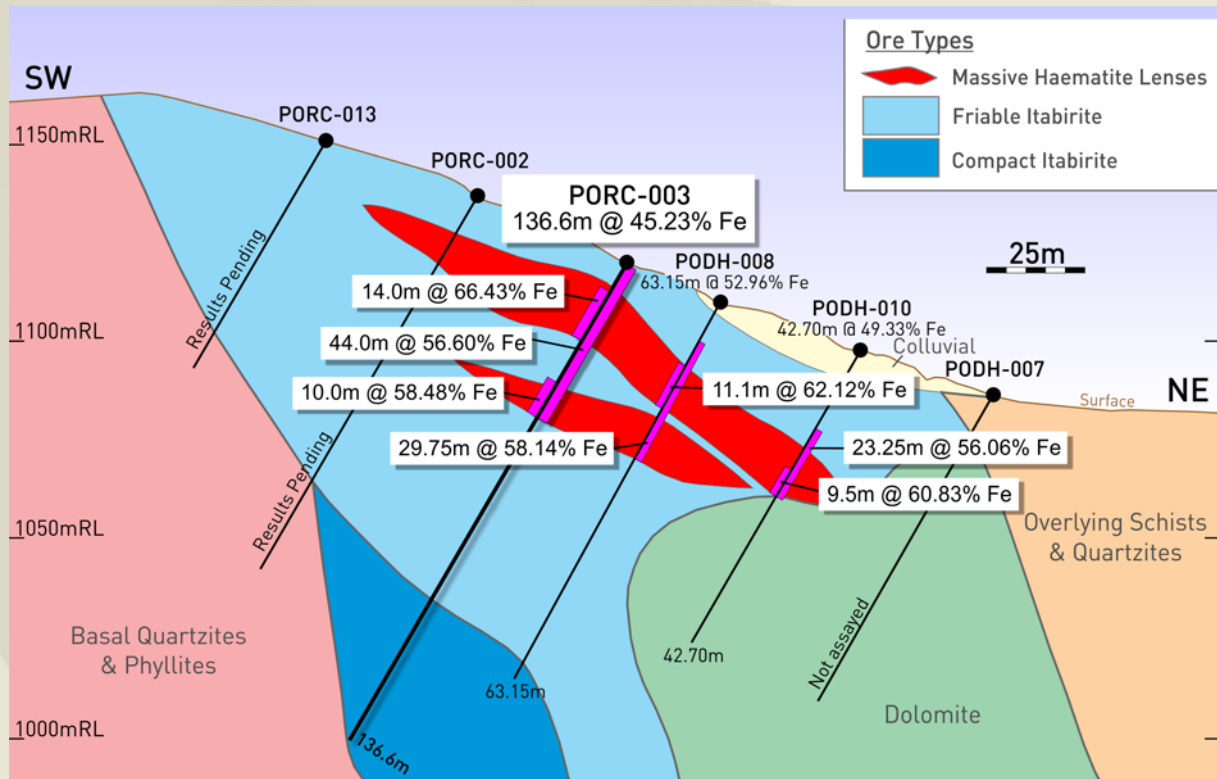 Ore Types
Massive Haematite Lenses
Friable Itabirite
Compact Itabirite
SW
PORC-013
1150mRL
PORC-002
PORC-003
136.6m @ 45.23% Fe
25m
PODH-008
63.15m @ 52.96% Fe
Results Pending
14.0m @ 66.43% Fe
PODH-010
42.70m @ 49.33% Fe
1100mRL
44.0m @ 56.60% Fe
Colluvial
PODH-007
NE
10.0m @ 58.48% Fe
11.1m @ 62.12% Fe
Surface
29.75m @ 58.14% Fe
23.25m @ 56.06% Fe
Results Pending
9.5m @ 60.83% Fe
1050mRL
Overlying Schists
& Quartzites
Basal Quartzites
& Phyllites
42.70m
Not assayed
63.15m
Dolomite
1000mRL
136.6m